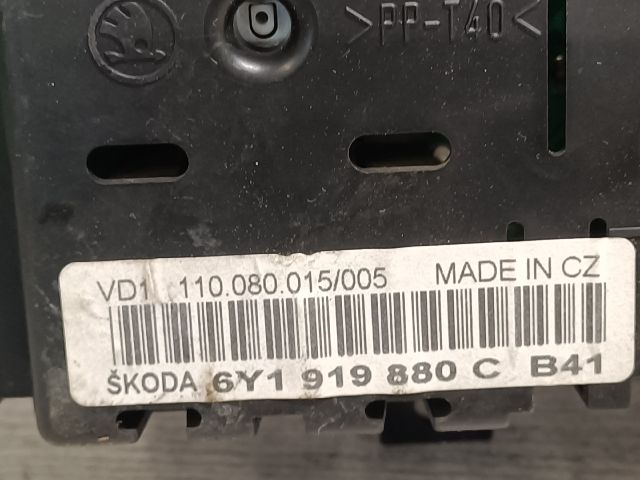 >PP-T40<
VD1 110.080.015/005 MADE IN CZ
ŠKODA 6Y1 919 880 C B41